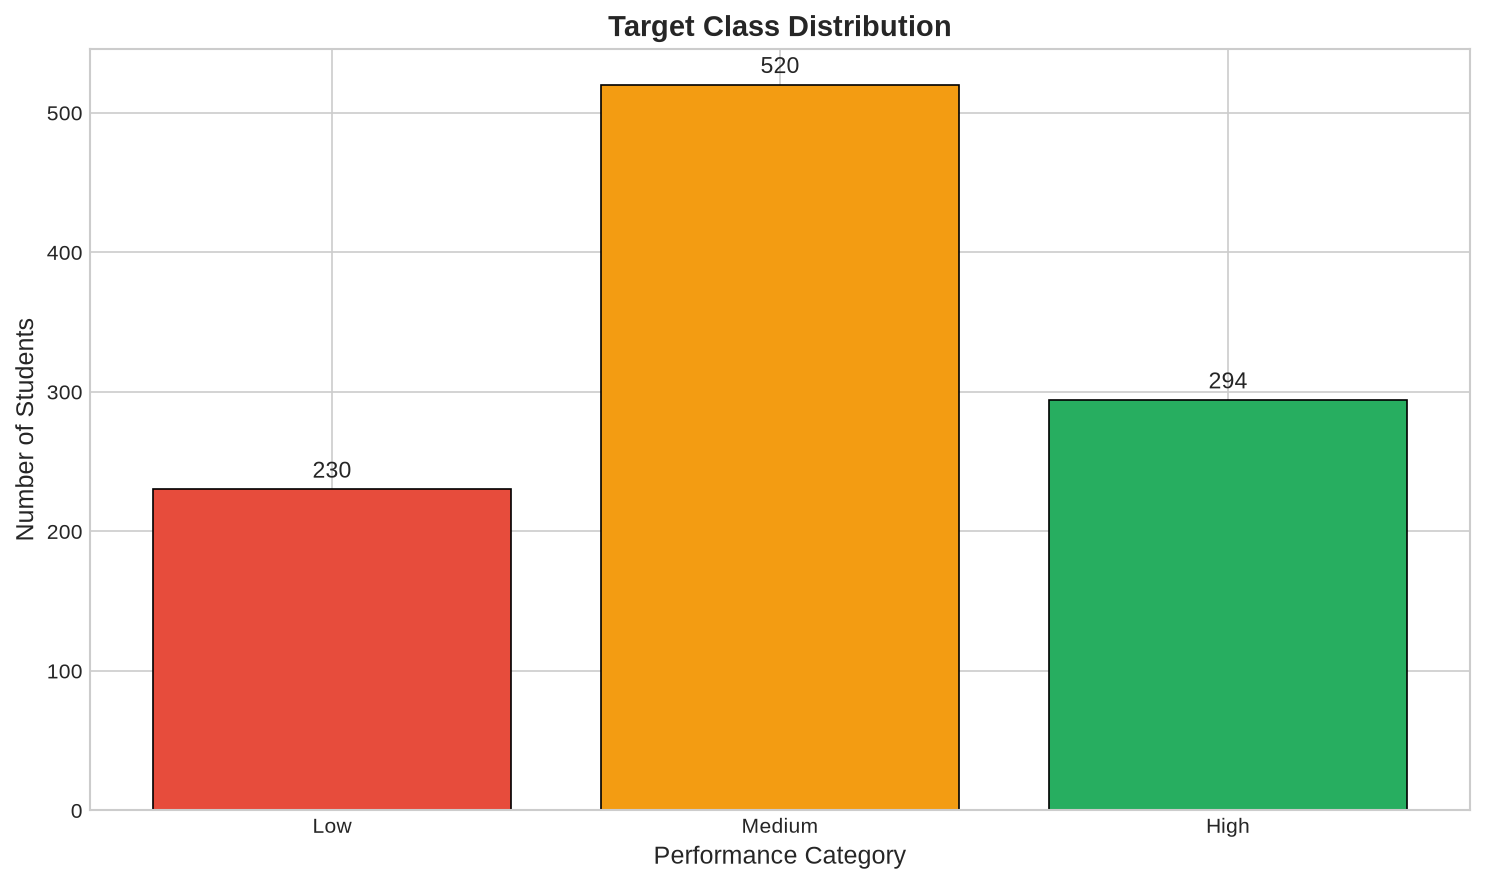 Target Class Distribution
520
500
400
300
294
230
200
100
0
Number of Students
Low
Medium
High
Performance Category